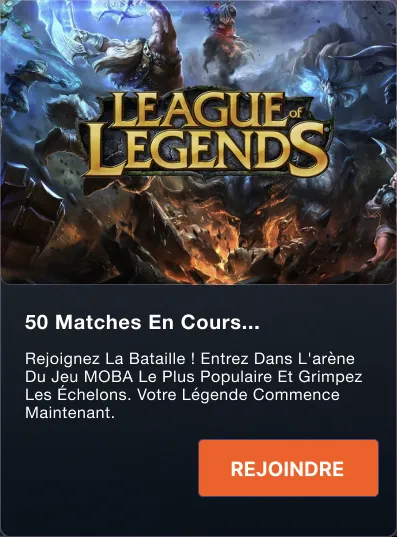 LEAGUE of
LEGENDS
50 Matches En Cours...
Rejoignez La Bataille ! Entrez Dans L'arène
Du Jeu MOBA Le Plus Populaire Et Grimpez
Les Échelons. Votre Légende Commence
Maintenant.
REJOINDRE